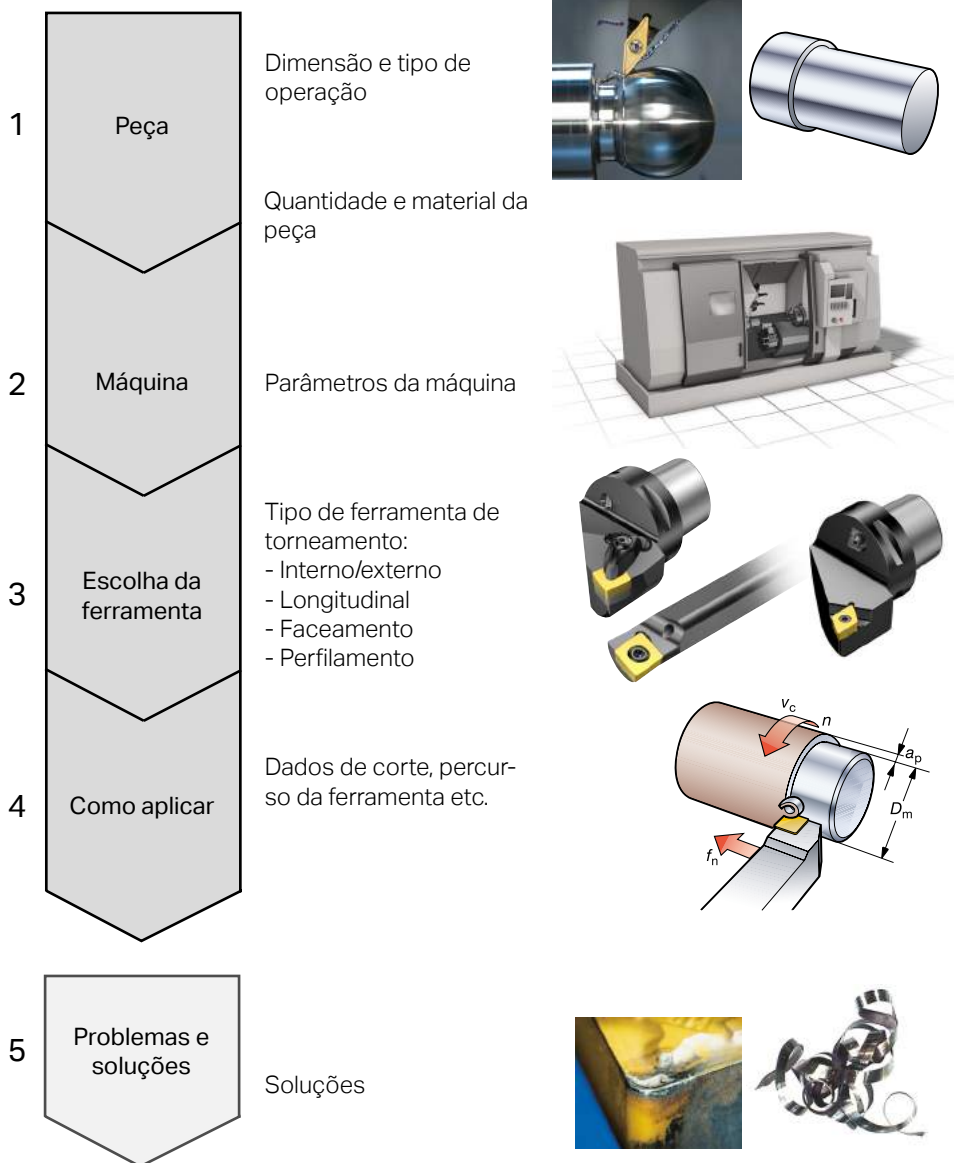 1
Peça
Dimensão e tipo de
operação
Quantidade e material da
peça
2
Máquina
Parâmetros da máquina
3
Escolha da
ferramenta
Tipo de ferramenta de
torneamento:
- Interno/externo
- Longitudinal
- Faceamento
- Perfilamento
4
Como aplicar
Dados de corte, percur-
so da ferramenta etc.
vc
n
ap
Dm
fn
5
Problemas e
soluções
Soluções